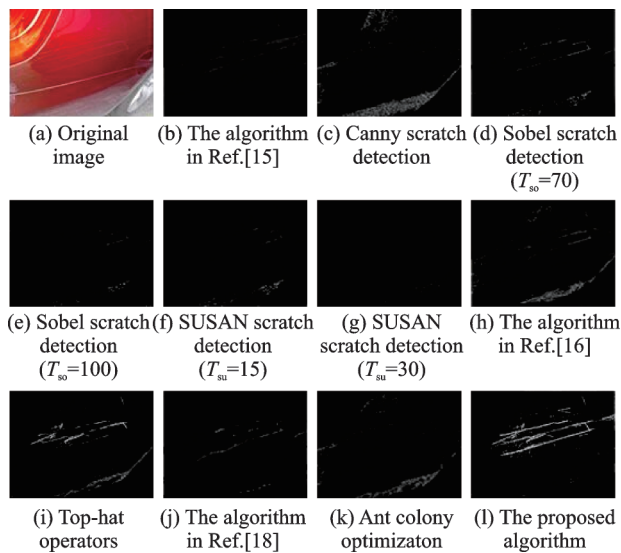 (a) Original
image
(b) The algorithm
in Ref.[15]
(c) Canny scratch
detection
(d) Sobel scratch
detection
(Tso=70)
(e) Sobel scratch
detection
(Tso=100)
(f) SUSAN scratch
detection
(Tsu=15)
(g) SUSAN
scratch detection
(Tsu=30)
(h) The algorithm
in Ref.[16]
(i) Top-hat
operators
(j) The algorithm
in Ref.[18]
(k) Ant colony
optimizaton
(l) The proposed
algorithm